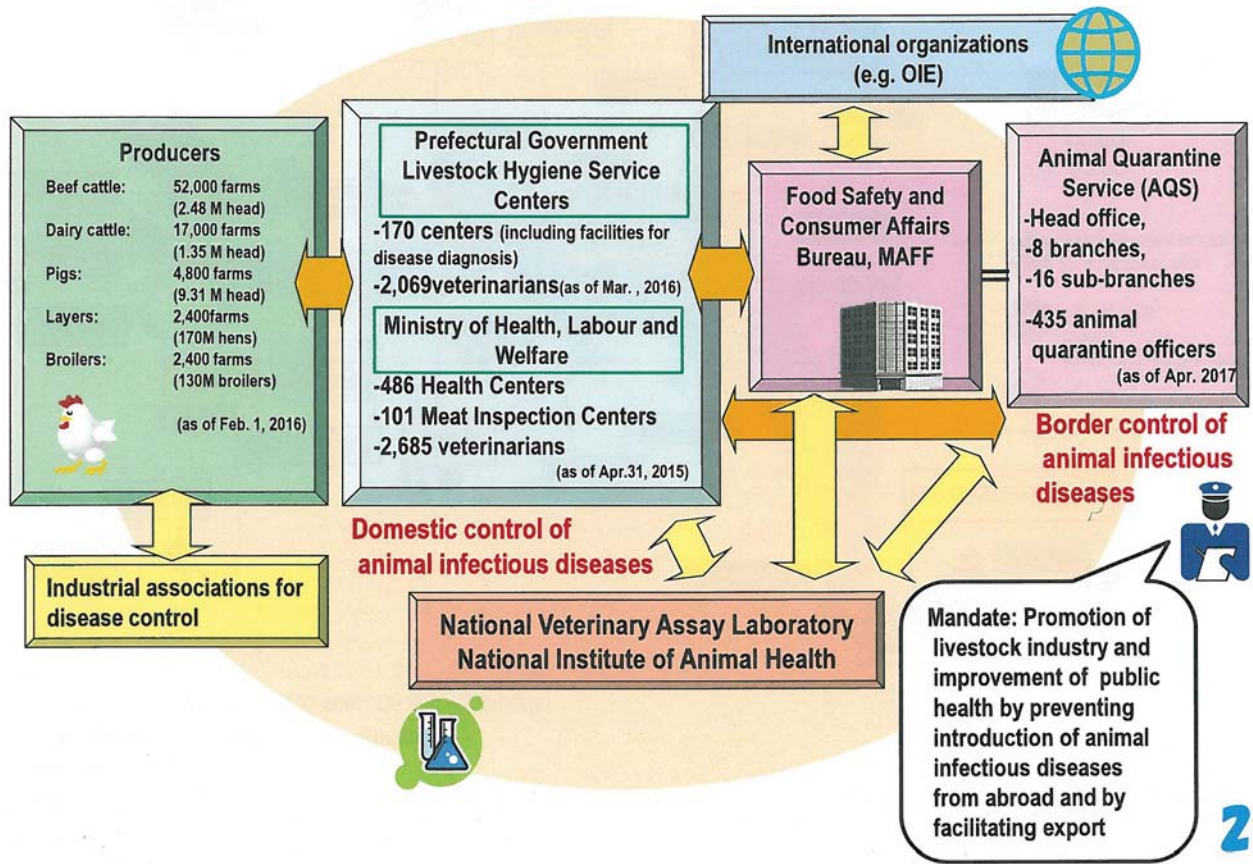 International organizations
(e.g. OIE)
Producers
Beef cattle: 52,000 farms
(2.48 M head)
Dairy cattle: 17,000 farms
(1.35 M head)
Pigs: 4,800 farms
(9.31 M head)
Layers: 2,400farms
(170M hens)
Broilers: 2,400 farms
(130M broilers)
(as of Feb. 1, 2016)
Prefectural Government
Livestock Hygiene Service
Centers
-170 centers (including facilities for
disease diagnosis)
-2,069veterinarians(as of Mar. , 2016)
Ministry of Health, Labour and
Welfare
-486 Health Centers
-101 Meat Inspection Centers
-2,685 veterinarians
(as of Apr.31, 2015)
Food Safety and
Consumer Affairs
Bureau, MAFF
Animal Quarantine
Service (AQS)
-Head office,
-8 branches,
-16 sub-branches
-435 animal
quarantine officers
(as of Apr. 2017
Border control of
animal infectious
diseases
Domestic control of
animal infectious diseases
Industrial associations for
disease control
National Veterinary Assay Laboratory
National Institute of Animal Health
Mandate: Promotion of
livestock industry and
improvement of public
health by preventing
introduction of animal
infectious diseases
from abroad and by
facilitating export
2